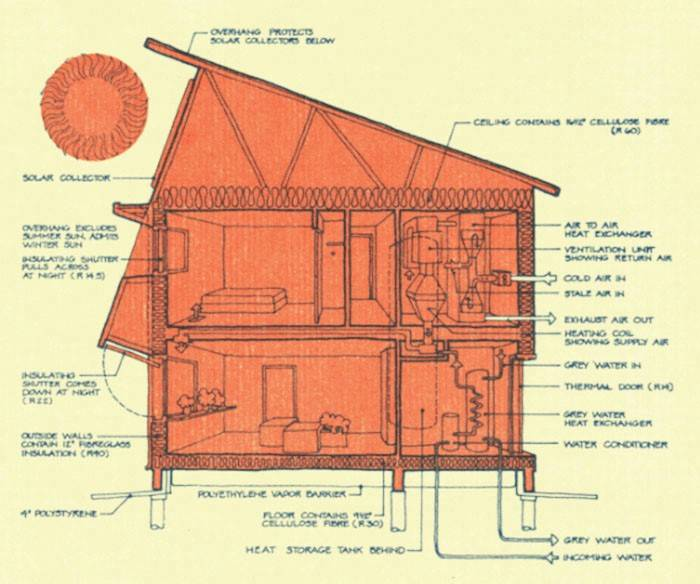 OVERHANG PROTECTS
SOLAR COLLECTORS BELOW
CEILING CONTAINS 16½" CELLULOSE FIBRE
(R 60)
SOLAR COLLECTOR
OVERHANG EXCLUDES
SUMMER SUN, ADMITS
WINTER SUN
INSULATING SHUTTER
PULLS ACROSS
AT NIGHT (R 14.5)
INSULATING
SHUTTER COMES
DOWN AT NIGHT
(R22)
OUTSIDE WALLS
CONTAIN 12" FIBREGLASS
INSULATION (R40)
4" POLYSTYRENE
AIR TO AIR
HEAT EXCHANGER
VENTILATION UNIT
SHOWING RETURN AIR
COLD AIR IN
STALE AIR IN
EXHAUST AIR OUT
HEATING COIL
SHOWING SUPPLY AIR
GREY WATER IN
THERMAL DOOR (R14)
GREY WATER
HEAT EXCHANGER
WATER CONDITIONER
POLYETHYLENE VAPOR BARRIER
FLOOR CONTAINS 9½"
CELLULOSE FIBRE (R30)
HEAT STORAGE TANK BEHIND
GREY WATER OUT
INCOMING WATER